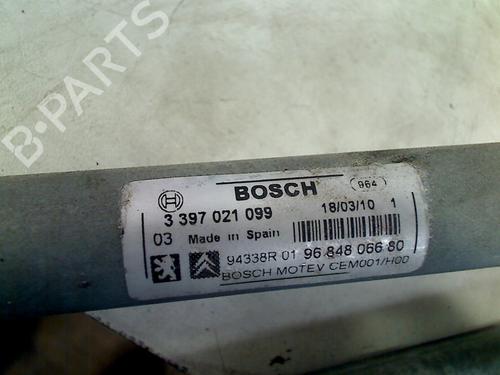 B-PARTS
BOSCH 964
3 397 021 099 18/03/10 1
03 Made in Spain
94338R 01 96 848 066 80
BOSCH MOTEV CEM001/H00